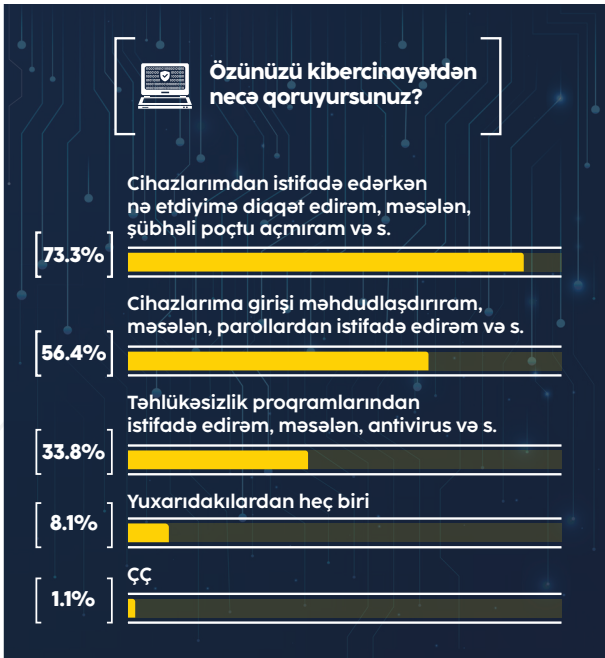 Özünüzü kibercinayətdən
necə qoruyursunuz?
Cihazlarımdan istifadə edərkən
nə etdiyimə diqqət edirəm, məsələn,
şübhəli poçtu açmıram və s.
73.3%
Cihazlarıma girişi məhdudlaşdırıram,
məsələn, parollardan istifadə edirəm və s.
56.4%
Təhlükəsizlik proqramlarından
istifadə edirəm, məsələn, antivirus və s.
33.8%
Yuxarıdakılardan heç biri
8.1%
ÇÇ
1.1%